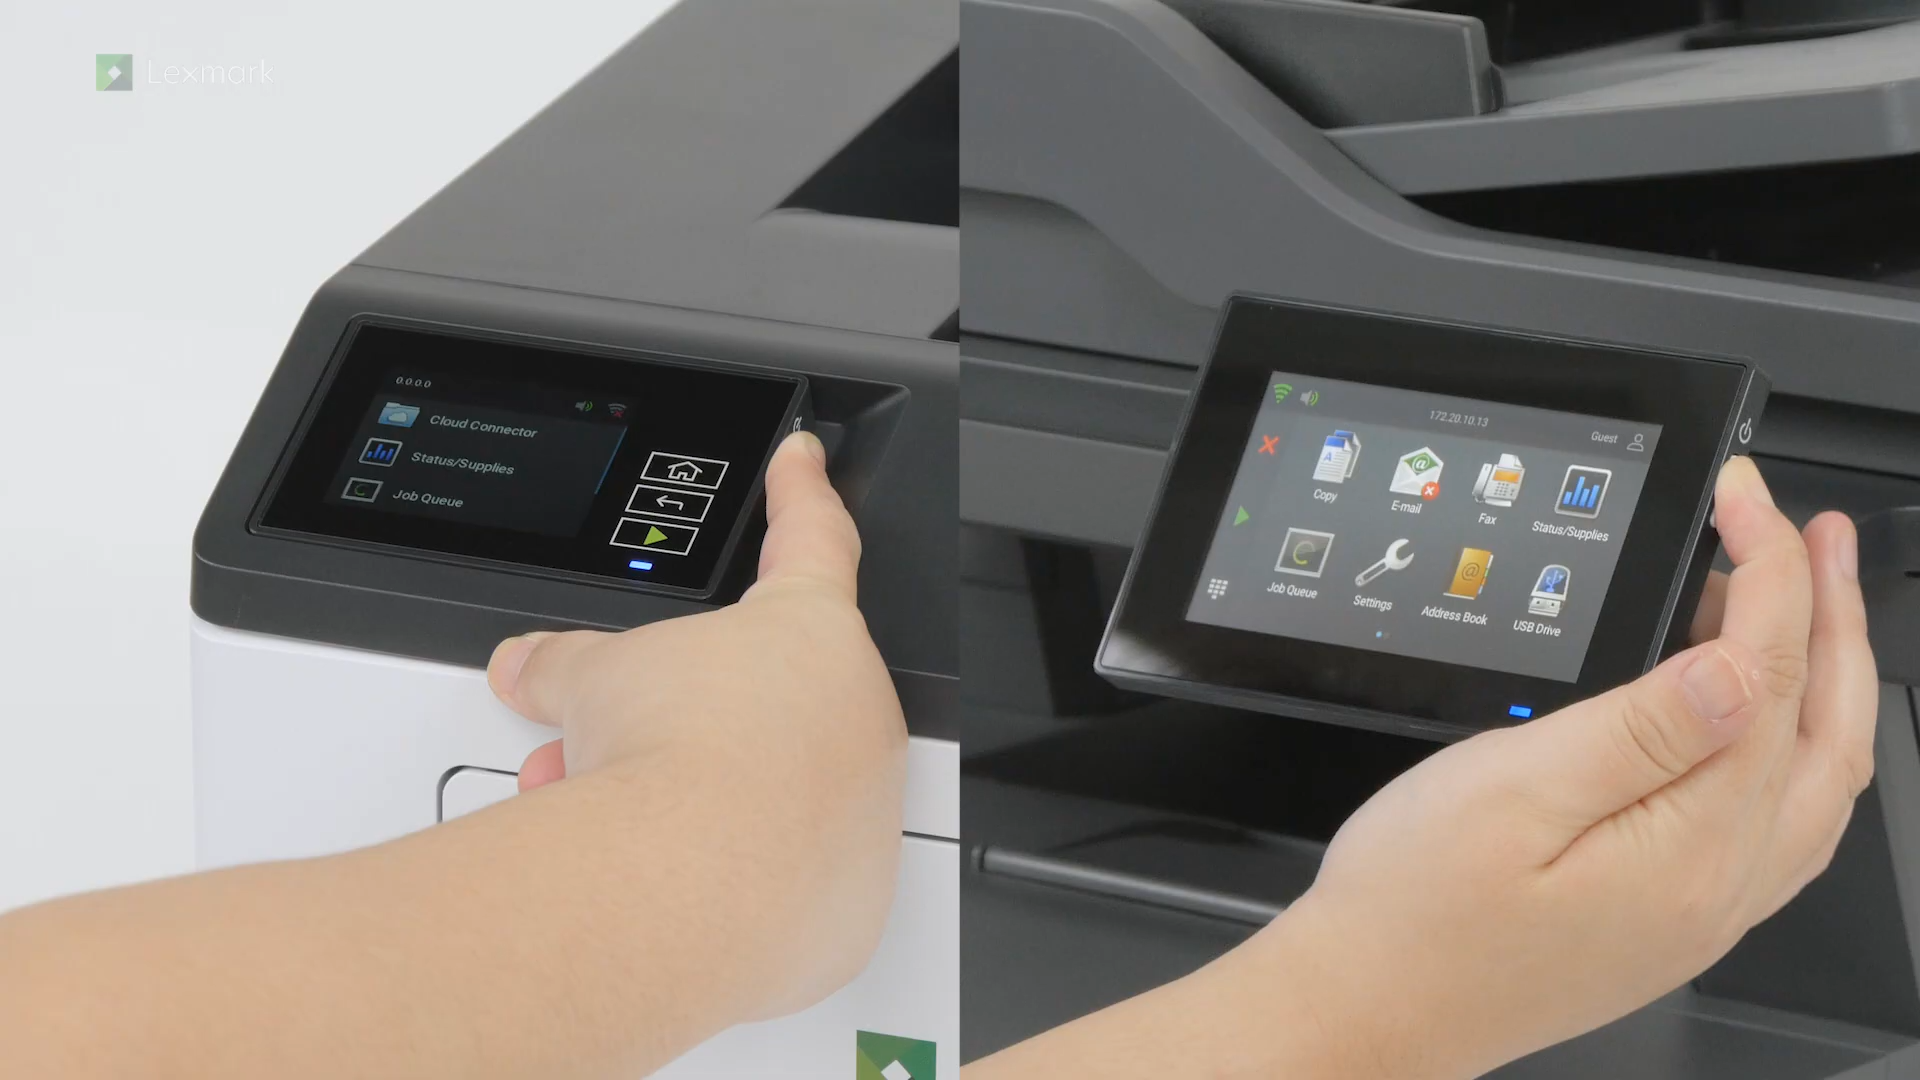 Lexmark
0.0.0.0
Cloud Connector
Status/Supplies
Job Queue
172.20.10.13
Guest
Copy
E-mail
Fax
Status/Supplies
Job Queue
Settings
Address Book
USB Drive